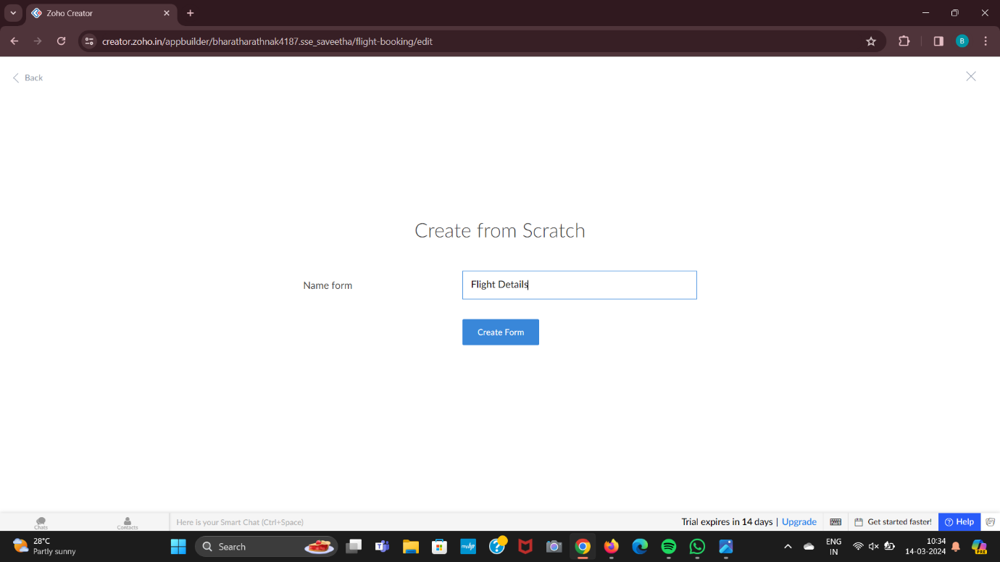 Zoho Creator
creator.zoho.in/appbuilder/bharatharathnak4187.sse_saveetha/flight-booking/edit
B
Back
Create from Scratch
Name form
Flight Details
Create Form
Chats
Contacts
Here is your Smart Chat (Ctrl+Space)
Trial expires in 14 days | Upgrade
Get started faster!
Help
28°C
Partly sunny
Search
myhp
ENG
IN
10:34
14-03-2024
PRE